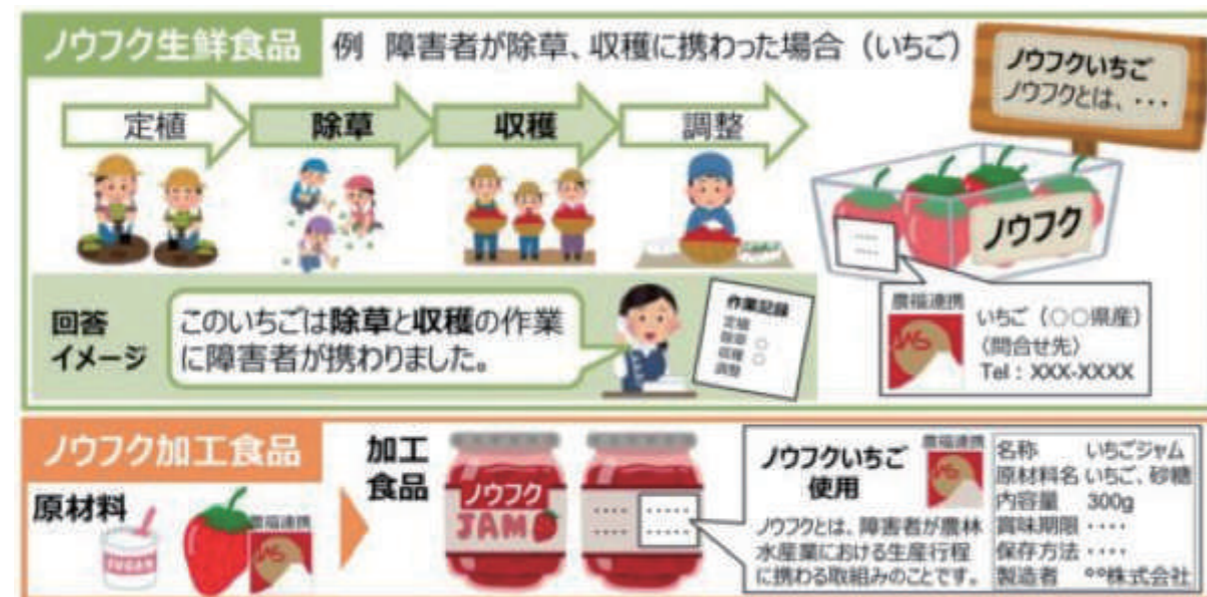 ノウフク生鮮食品
例 障害者が除草、収穫に携わった場合（いちご）
定植
除草
収穫
調整
ノウフクいちご
ノウフクとは、・・・
ノウフク
・・・・
・・・・
回答
イメージ
このいちごは除草と収穫の作業
に障害者が携わりました。
作業記録
定植
除草 ○
収穫 ○
調整
農福連携
いちご（○○県産）
（問合せ先）
Tel：XXX-XXXX
ノウフク加工食品
原材料
SUGAR
農福連携
加工
食品
ノウフク
JAM
・・・・
・・・・
・・・・・
・・・・・
ノウフクいちご
使用
農福連携
ノウフクとは、障害者が農林
水産業における生産行程
に携わる取組みのことです。
名称 いちごジャム
原材料名 いちご、砂糖
内容量 300g
賞味期限 ・・・・
保存方法 ・・・・
製造者 °°株式会社